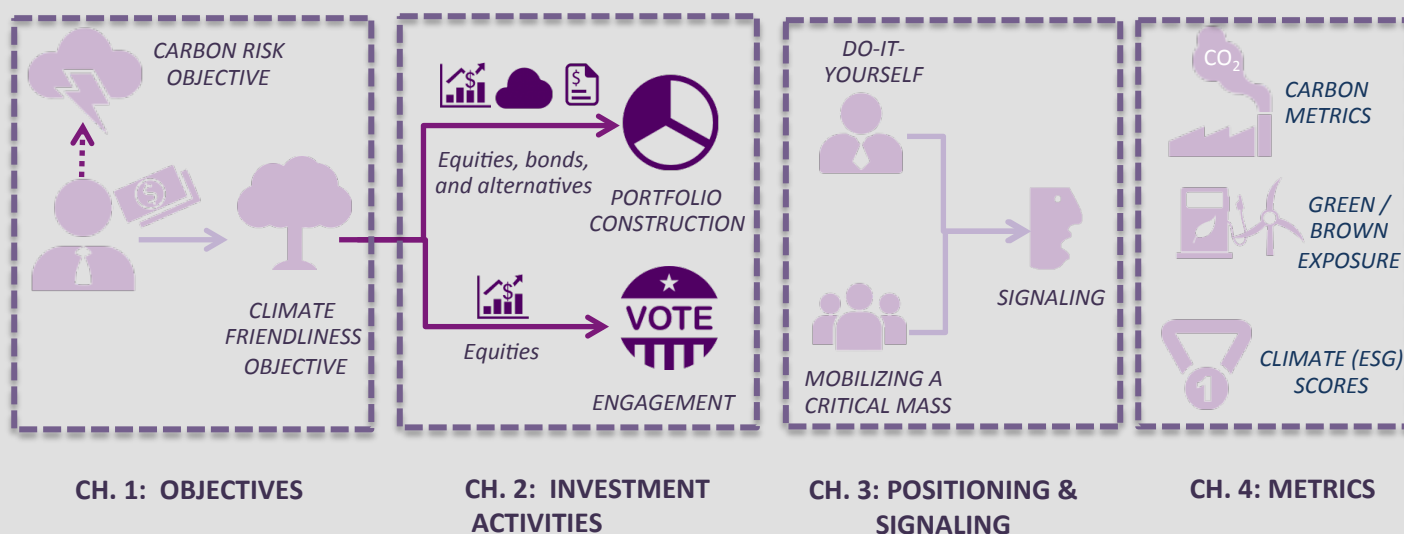 CARBON RISK
OBJECTIVE
$
CLIMATE
FRIENDLINESS
OBJECTIVE
CH. 1: OBJECTIVES
$
$
Equities, bonds,
and alternatives
PORTFOLIO
CONSTRUCTION
$
Equities
VOTE
ENGAGEMENT
CH. 2: INVESTMENT
ACTIVITIES
DO-IT-
YOURSELF
SIGNALING
MOBILIZING A
CRITICAL MASS
CH. 3: POSITIONING &
SIGNALING
CO2
CARBON
METRICS
GREEN /
BROWN
EXPOSURE
1
CLIMATE (ESG)
SCORES
CH. 4: METRICS